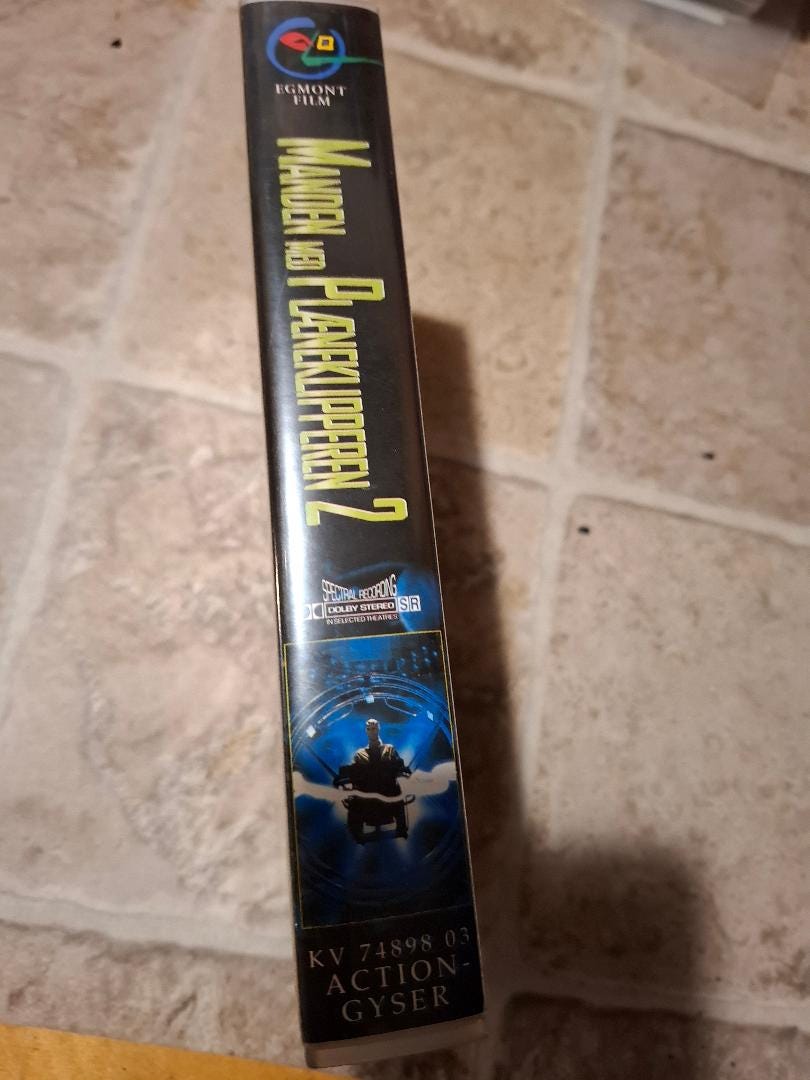 EGMONT
FILM
MANDEN MED PLÆNEKLIPPEREN 2
SPECTRAL RECORDING
DOLBY STEREO SR
IN SELECTED THEATRES
KV 74898 03
ACTION-
GYSER